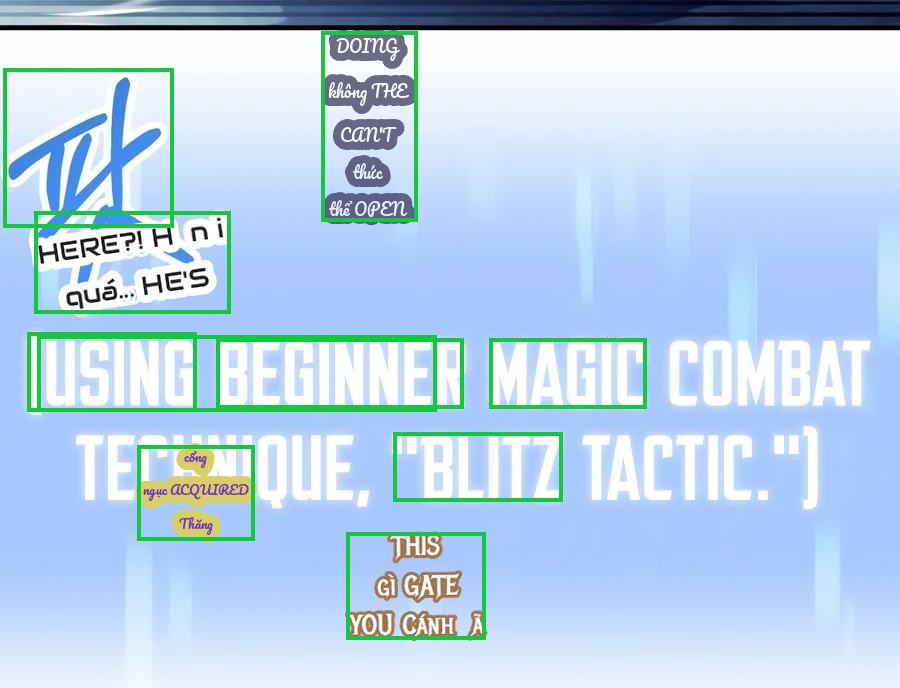 DOING
không THE
CAN'T
thức
thể OPEN
HERE?! H n i
quá... HE'S
(USING BEGINNER MAGIC COMBAT
TECHNIQUE, "BLITZ TACTIC.")
cổng
ngục ACQUIRED
Thăng
THIS
GÌ GATE
YOU CÁNH Ã